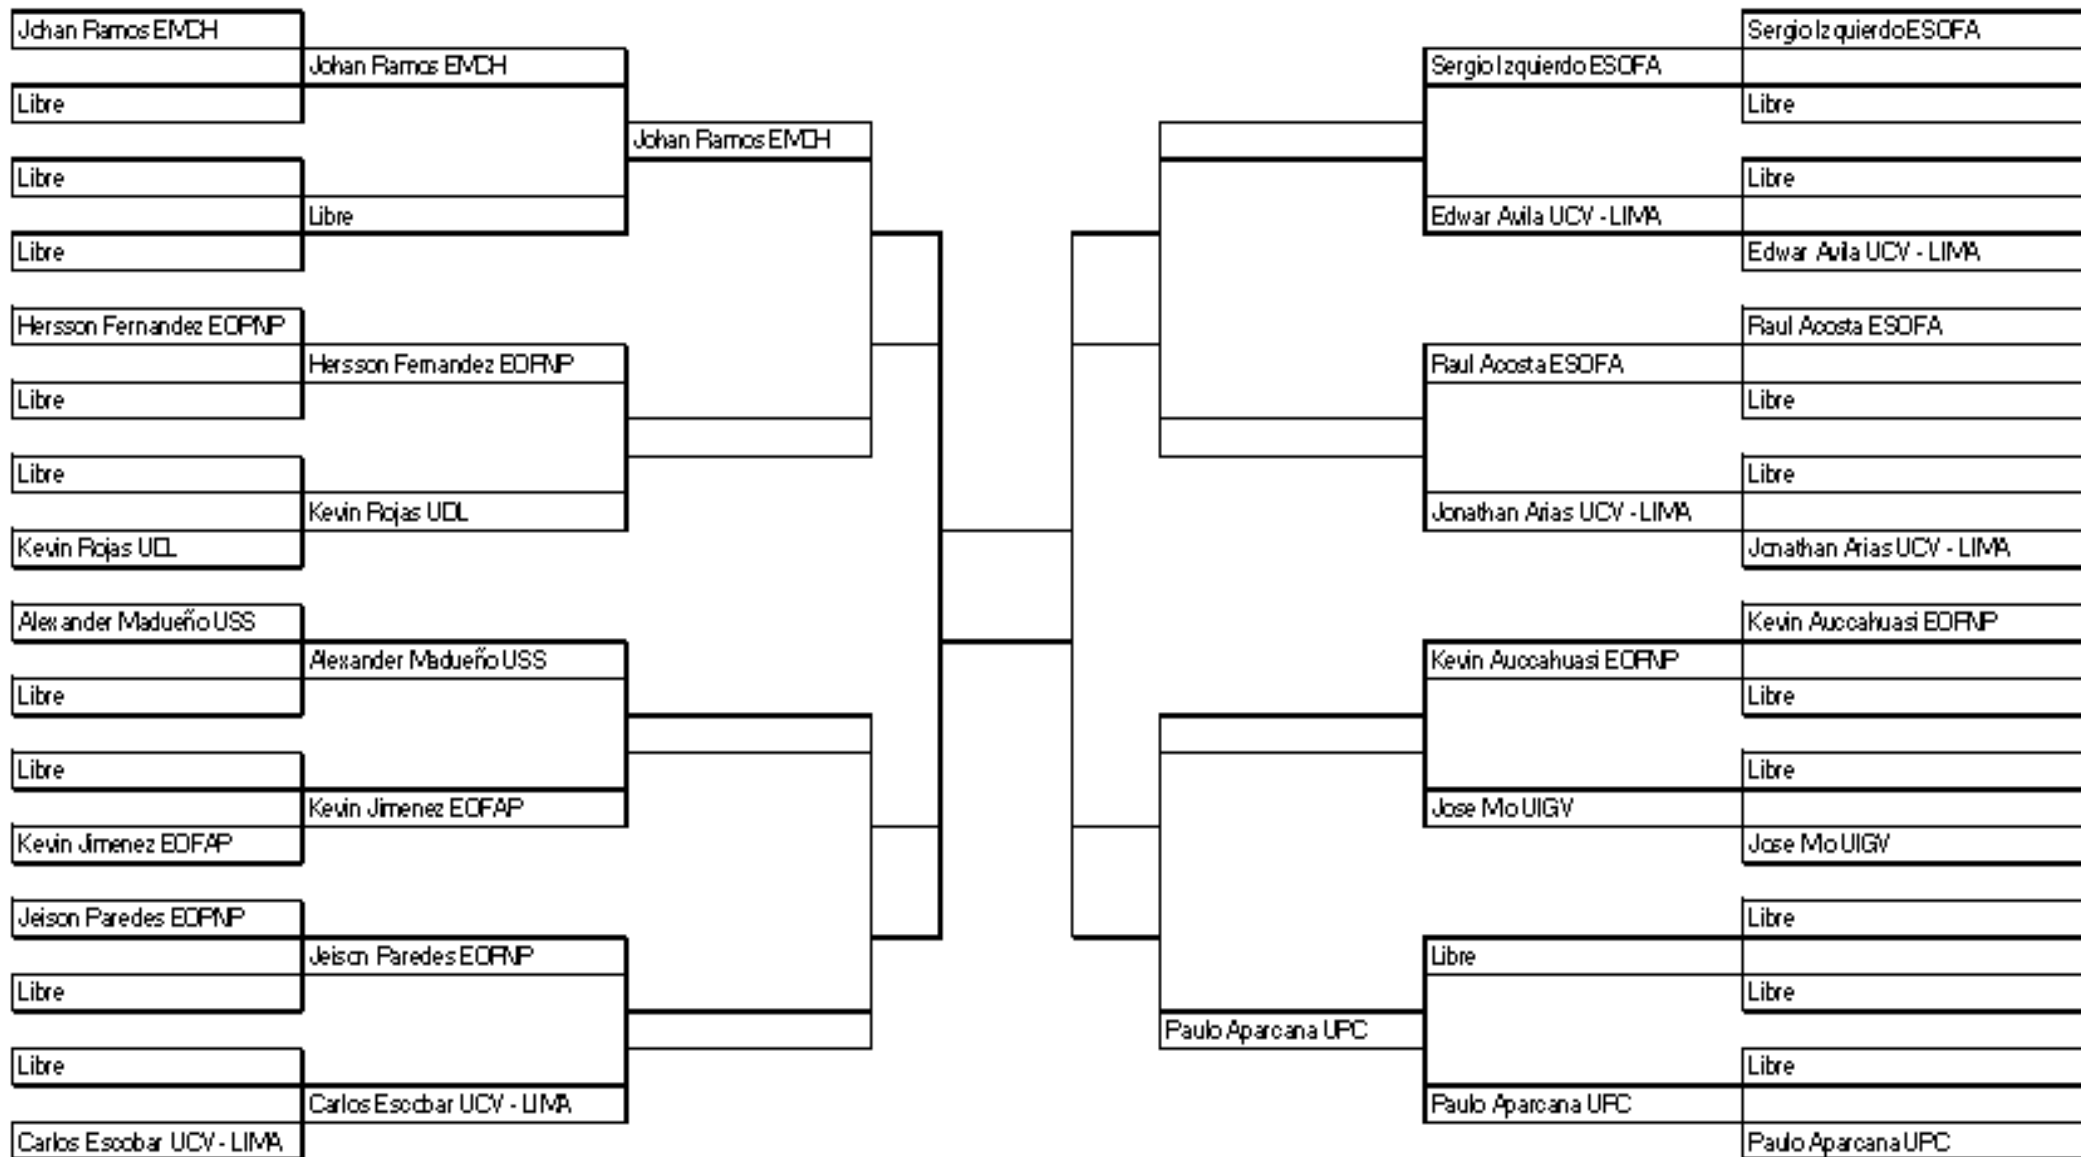 Johan Ramos EMCH
Libre
Libre
Libre
Hersson Fernandez EOPNP
Libre
Libre
Kevin Rojas UDL
Alexander Madueño USS
Libre
Libre
Kevin Jimenez EOFAP
Jeison Paredes EOPNP
Libre
Libre
Carlos Escobar UCV - LIMA
Johan Ramos EMCH
Libre
Hersson Fernandez EOPNP
Kevin Rojas UDL
Alexander Madueño USS
Kevin Jimenez EOFAP
Jeison Paredes EOPNP
Carlos Escobar UCV - LIMA
Johan Ramos EMCH
Paulo Aparcana UPC
Sergio Izquierdo ESOFA
Edwar Avila UCV - LIMA
Raul Acosta ESOFA
Jonathan Arias UCV - LIMA
Kevin Auccahuasi EOPNP
Jose Mio UIGV
Libre
Paulo Aparcana UPC
Sergio Izquierdo ESOFA
Libre
Libre
Edwar Avila UCV - LIMA
Raul Acosta ESOFA
Libre
Libre
Jonathan Arias UCV - LIMA
Kevin Auccahuasi EOPNP
Libre
Libre
Jose Mio UIGV
Libre
Libre
Libre
Paulo Aparcana UPC